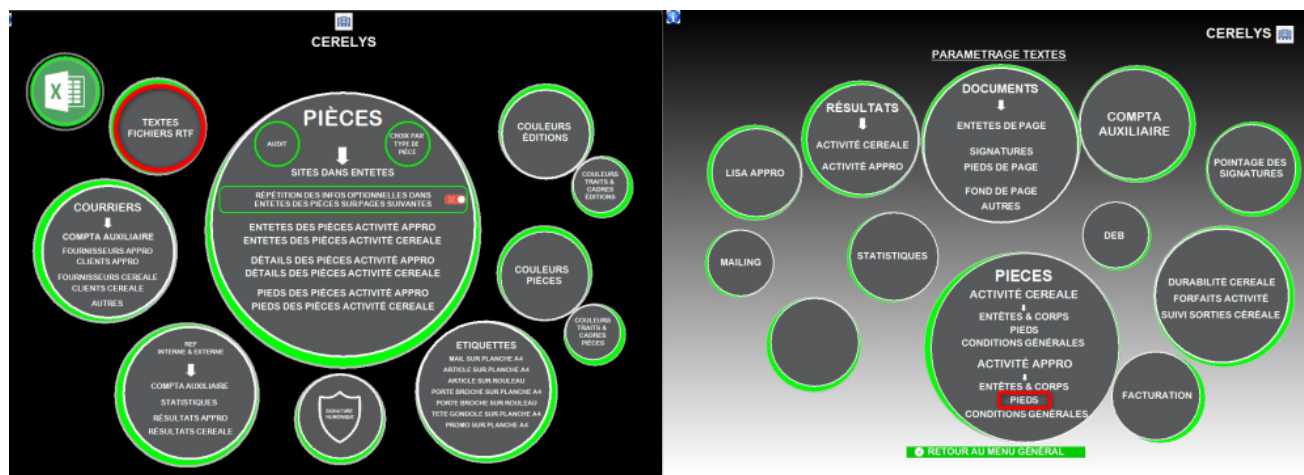 CERELYS
TEXTES
FICHIERS RTF
PIÈCES
AUDIT
CHOIX PAR
TYPE DE
PIÈCE
SITES DANS ENTETES
RÉPÉTITION DES INFOS OPTIONNELLES DANS
ENTETES DES PIÈCES SUR PAGES SUIVANTES
ENTETES DES PIÈCES ACTIVITÉ APPRO
ENTETES DES PIÈCES ACTIVITÉ CEREALE
DÉTAILS DES PIÈCES ACTIVITÉ APPRO
DÉTAILS DES PIÈCES ACTIVITÉ CEREALE
PIEDS DES PIÈCES ACTIVITÉ APPRO
PIEDS DES PIÈCES ACTIVITÉ CEREALE
COULEURS
ÉDITIONS
COULEURS
TRAITS &
CADRES
ÉDITIONS
COURRIERS
COMPTA AUXILIAIRE
FOURNISSEURS APPRO
CLIENTS APPRO
FOURNISSEURS CEREALE
CLIENTS CEREALE
AUTRES
COULEURS
PIÈCES
COULEURS
TRAITS &
CADRES
PIÈCES
REF
INTERNE & EXTERNE
COMPTA AUXILIAIRE
STATISTIQUES
RÉSULTATS APPRO
RÉSULTATS CEREALE
SIGNATURE
NUMÉRIQUE
ETIQUETTES
MAIL SUR PLANCHE A4
ARTICLE SUR PLANCHE A4
ARTICLE SUR ROULEAU
PORTE BROCHE SUR PLANCHE A4
PORTE BROCHE SUR ROULEAU
TETE GONDOLE SUR PLANCHE A4
PROMO SUR PLANCHE A4
CERELYS
PARAMETRAGE TEXTES
LISA APPRO
RÉSULTATS
ACTIVITÉ CEREALE
ACTIVITÉ APPRO
DOCUMENTS
ENTETES DE PAGE
SIGNATURES
PIEDS DE PAGE
FOND DE PAGE
AUTRES
COMPTA
AUXILIAIRE
POINTAGE DES
SIGNATURES
MAILING
STATISTIQUES
DEB
PIECES
ACTIVITÉ CEREALE
ENTÊTES & CORPS
PIEDS
CONDITIONS GÉNÉRALES
ACTIVITÉ APPRO
ENTÊTES & CORPS
PIEDS
CONDITIONS GÉNÉRALES
DURABILITÉ CEREALE
FORFAITS ACTIVITÉ
SUIVI SORTIES CÉRÉALE
FACTURATION
RETOUR AU MENU GÉNÉRAL